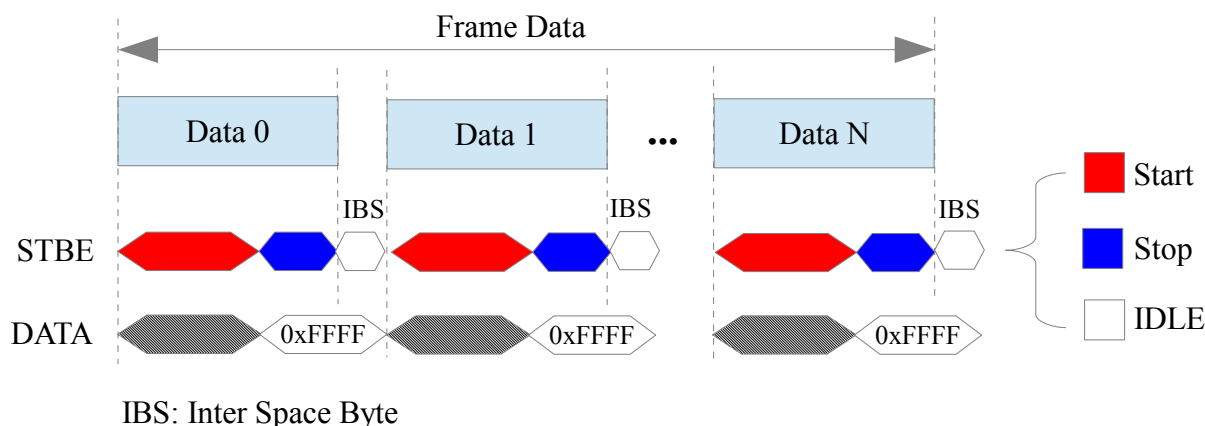 Frame Data
Data 0
Data 1
...
Data N
Start
IBS
IBS
IBS
STBE
Stop
DATA
0xFFFF
0xFFFF
0xFFFF
IDLE
IBS: Inter Space Byte